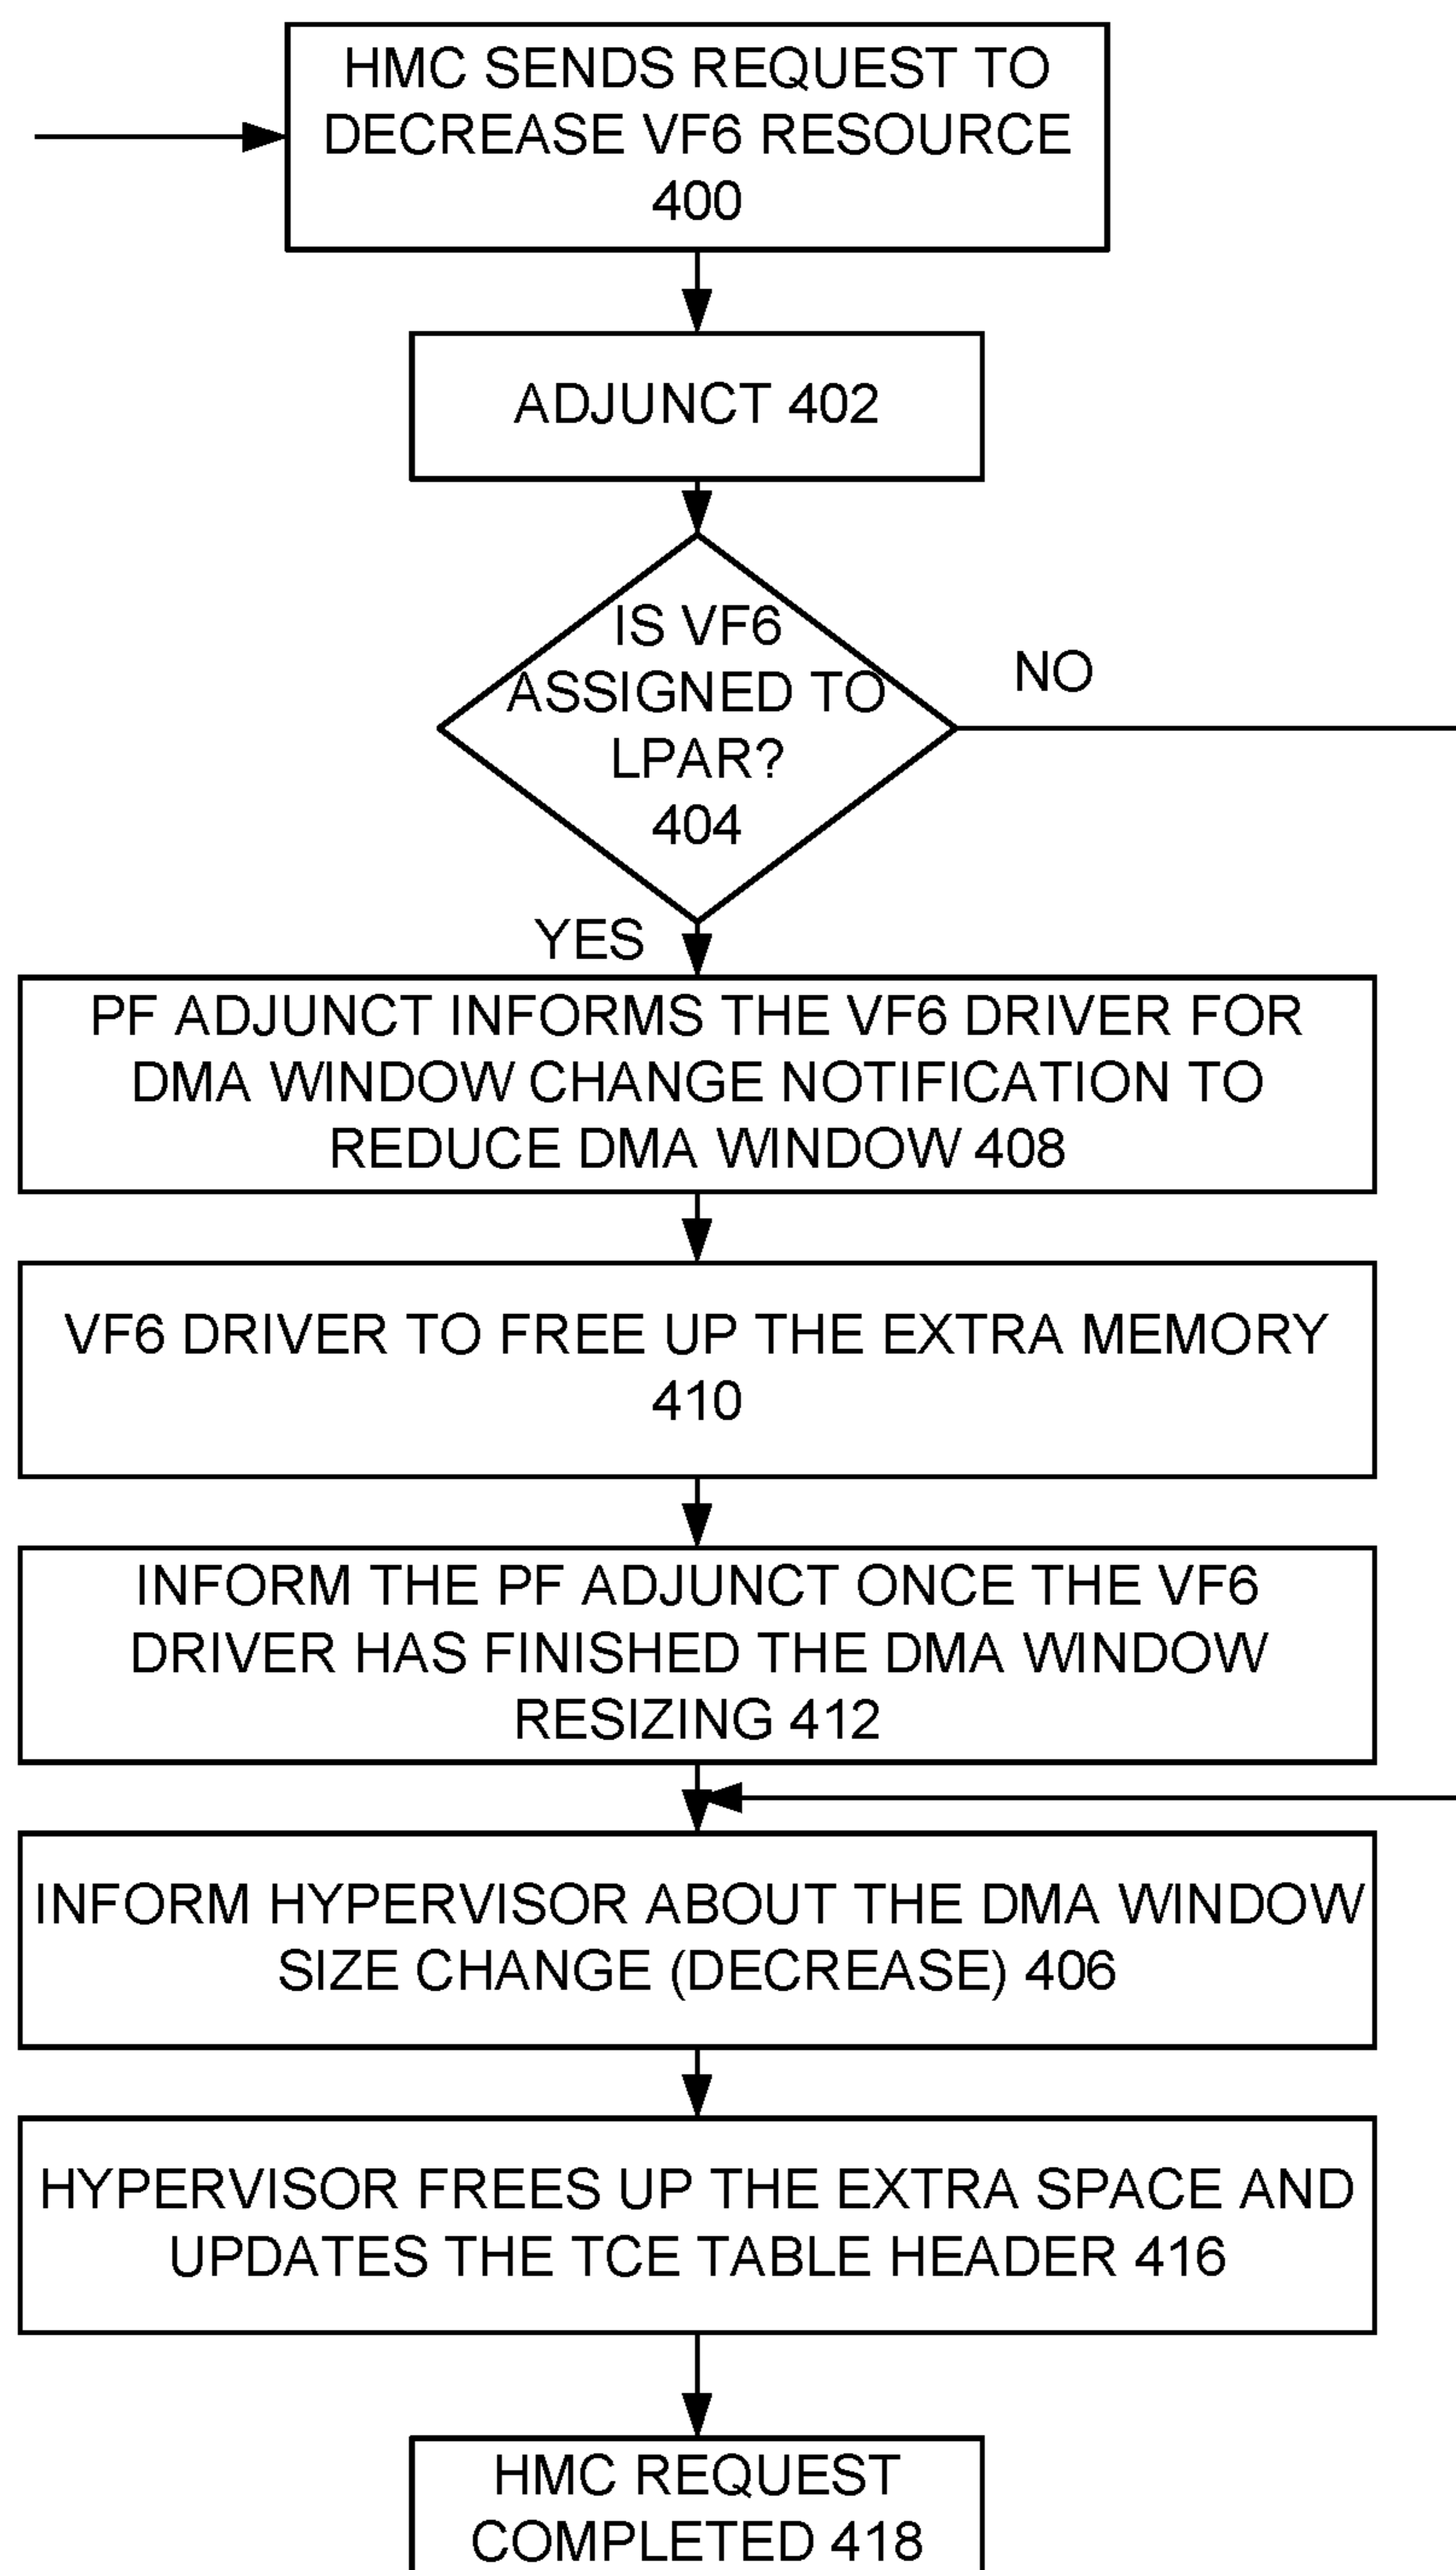 HMC SENDS REQUEST TO
DECREASE VF6 RESOURCE
400
ADJUNCT 402
IS VF6
ASSIGNED TO
LPAR?
404
NO
YES
PF ADJUNCT INFORMS THE VF6 DRIVER FOR
DMA WINDOW CHANGE NOTIFICATION TO
REDUCE DMA WINDOW 408
VF6 DRIVER TO FREE UP THE EXTRA MEMORY
410
INFORM THE PF ADJUNCT ONCE THE VF6
DRIVER HAS FINISHED THE DMA WINDOW
RESIZING 412
INFORM HYPERVISOR ABOUT THE DMA WINDOW
SIZE CHANGE (DECREASE) 406
HYPERVISOR FREES UP THE EXTRA SPACE AND
UPDATES THE TCE TABLE HEADER 416
HMC REQUEST
COMPLETED 418